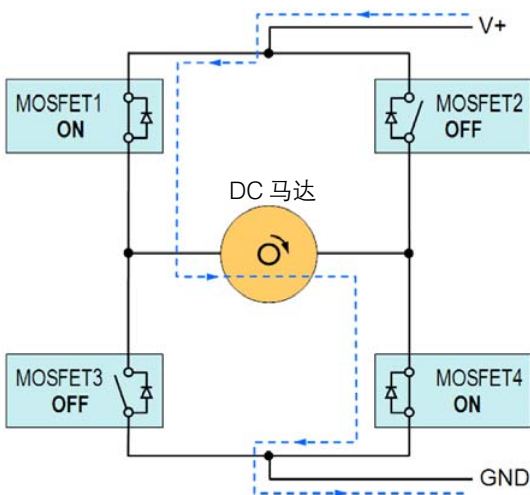 V+
MOSFET1
ON
MOSFET2
OFF
DC 马达
MOSFET3
OFF
MOSFET4
ON
GND